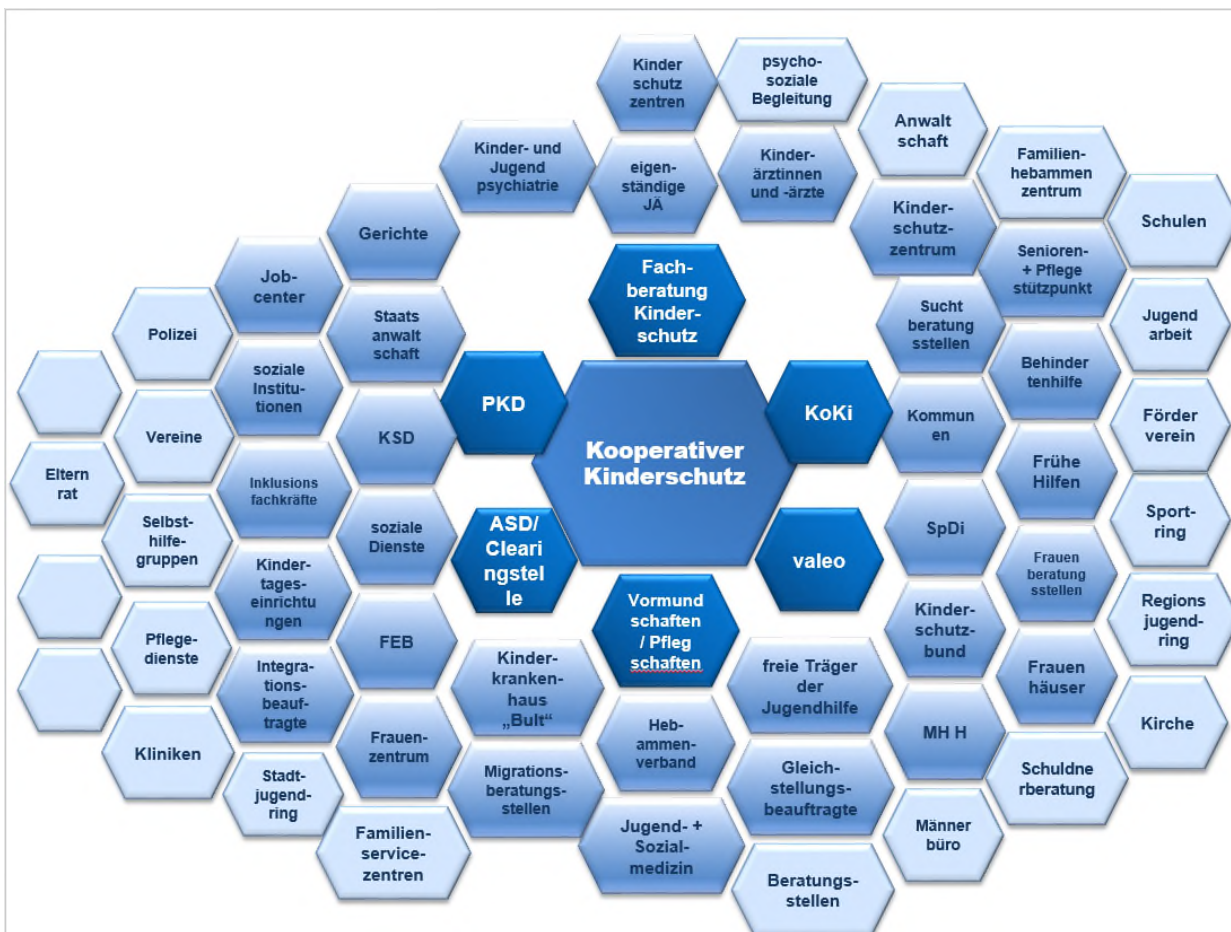 Kinder
schutz
zentren
psycho-
soziale
Begleitung
Anwalt
schaft
Kinder- und
Jugend
psychiatrie
eigen-
ständige
JÄ
Kinder-
ärztinnen
und -ärzte
Familien-
hebammen
zentrum
Schulen
Gerichte
Kinder-
schutz-
zentrum
Senioren-
+ Pflege
stützpunkt
Job-
center
Fach-
beratung
Kinder-
schutz
Polizei
Staats
anwalt
schaft
Sucht
beratung
sstellen
Jugend
arbeit
soziale
Institu-
tionen
Behinder
tenhilfe
PKD
KoKi
Vereine
KSD
Kommun
en
Förder
verein
Kooperativer
Kinderschutz
Eltern
rat
Inklusions
fachkräfte
Frühe
Hilfen
Selbst-
hilfe-
gruppen
soziale
Dienste
ASD/
Cleari
ngstel
le
valeo
SpDi
Sport-
ring
Kinder-
tages-
einrichtu
ngen
Frauen
beratung
sstellen
Pflege-
dienste
FEB
Vormund
schaften
/ Pfleg
schaften
Kinder-
schutz-
bund
Regions
jugend-
ring
Integra-
tions-
beauf-
tragte
Kinder-
kranken-
haus
„Bult“
freie Träger
der
Jugendhilfe
Frauen
häuser
Kliniken
Frauen-
zentrum
Heb-
ammen-
verband
MH H
Kirche
Stadt-
jugend-
ring
Migrations-
beratungs-
stellen
Gleich-
stellungs-
beauftragte
Schuldne
rberatung
Familien-
service-
zentren
Jugend- +
Sozial-
medizin
Männer
büro
Beratungs-
stellen